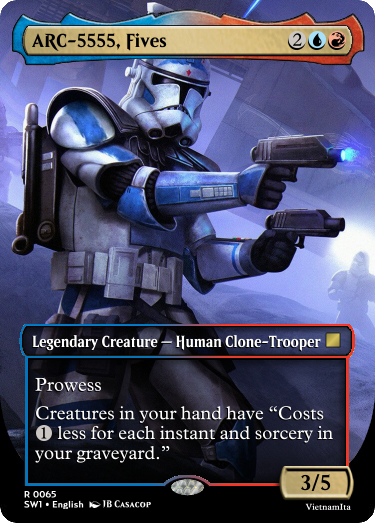 ARC-5555, Fives 2
Legendary Creature — Human Clone-Trooper
Prowess
Creatures in your hand have “Costs
1 less for each instant and sorcery in
your graveyard.”
3/5
R 0065
SW1 • English JB Casacop
VietnamIta